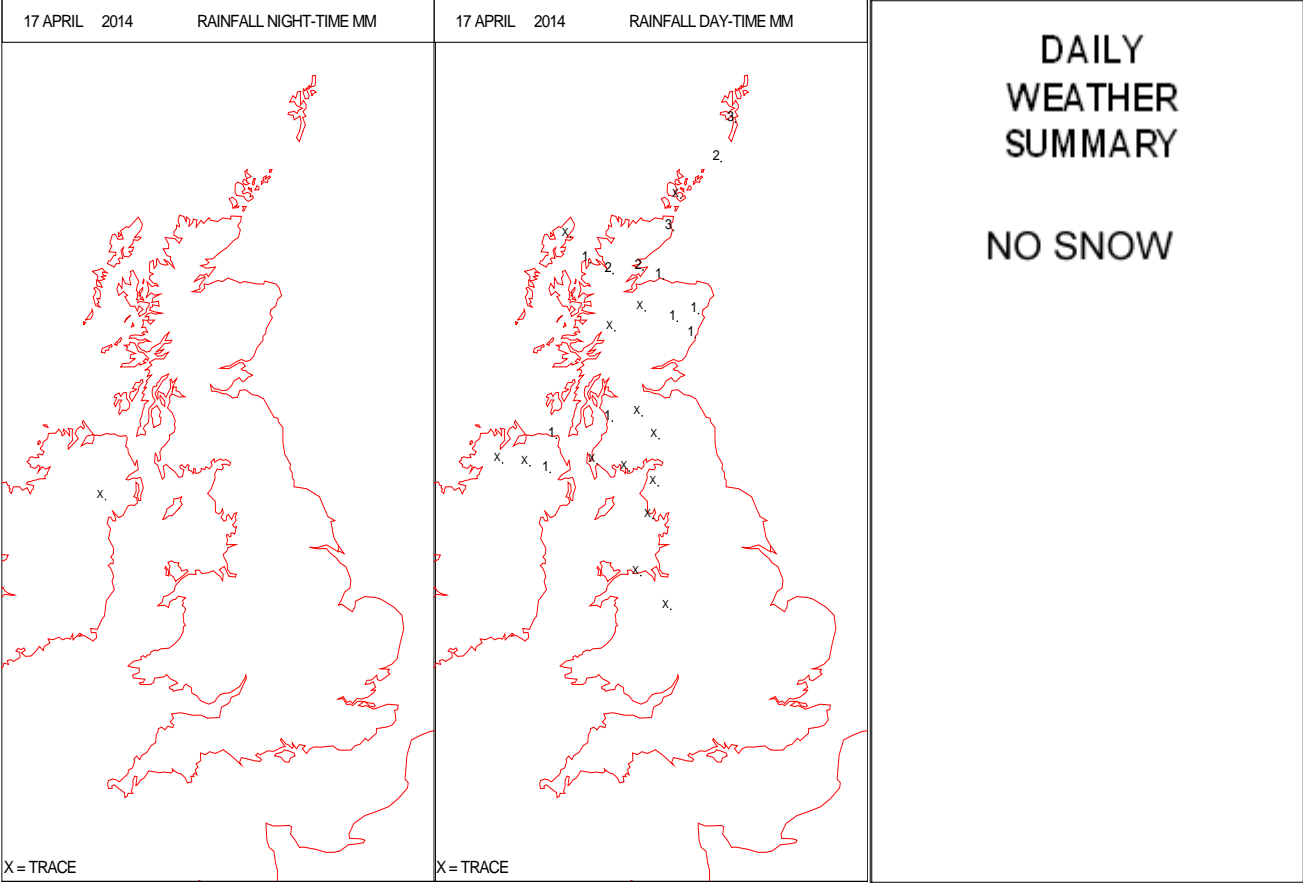 17 APRIL 2014 RAINFALL NIGHT-TIME MM
X.
X = TRACE
17 APRIL 2014 RAINFALL DAY-TIME MM
3.
2.
X.
3.
X.
1.
2.
2.
1.
X.
1.
1.
X.
1.
1.
X.
1.
X.
X.
X.
1.
X.
X.
X.
X.
X.
X.
X = TRACE
DAILY
WEATHER
SUMMARY
NO SNOW